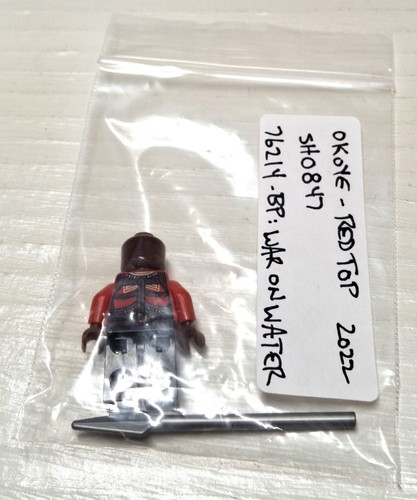 OKOYE - RED TOP 2022
SH0847
76214 - BP: WAR ON WATER